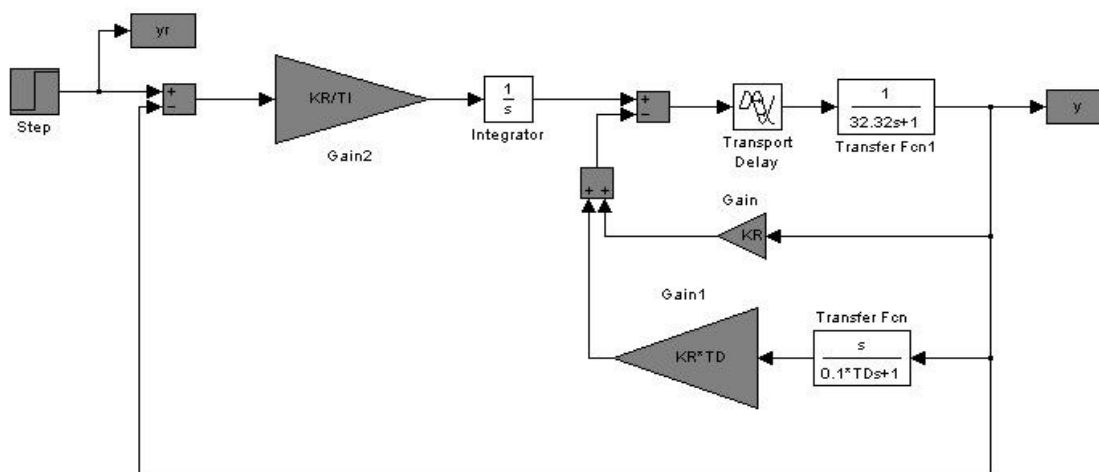 yr
Step
+
−
KR/TI
Gain2
1
s
Integrator
+
−
Transport
Delay
1
32.32s+1
Transfer Fcn1
y
+ +
Gain
KR
Gain1
KR*TD
Transfer Fcn
s
0.1*TDs+1